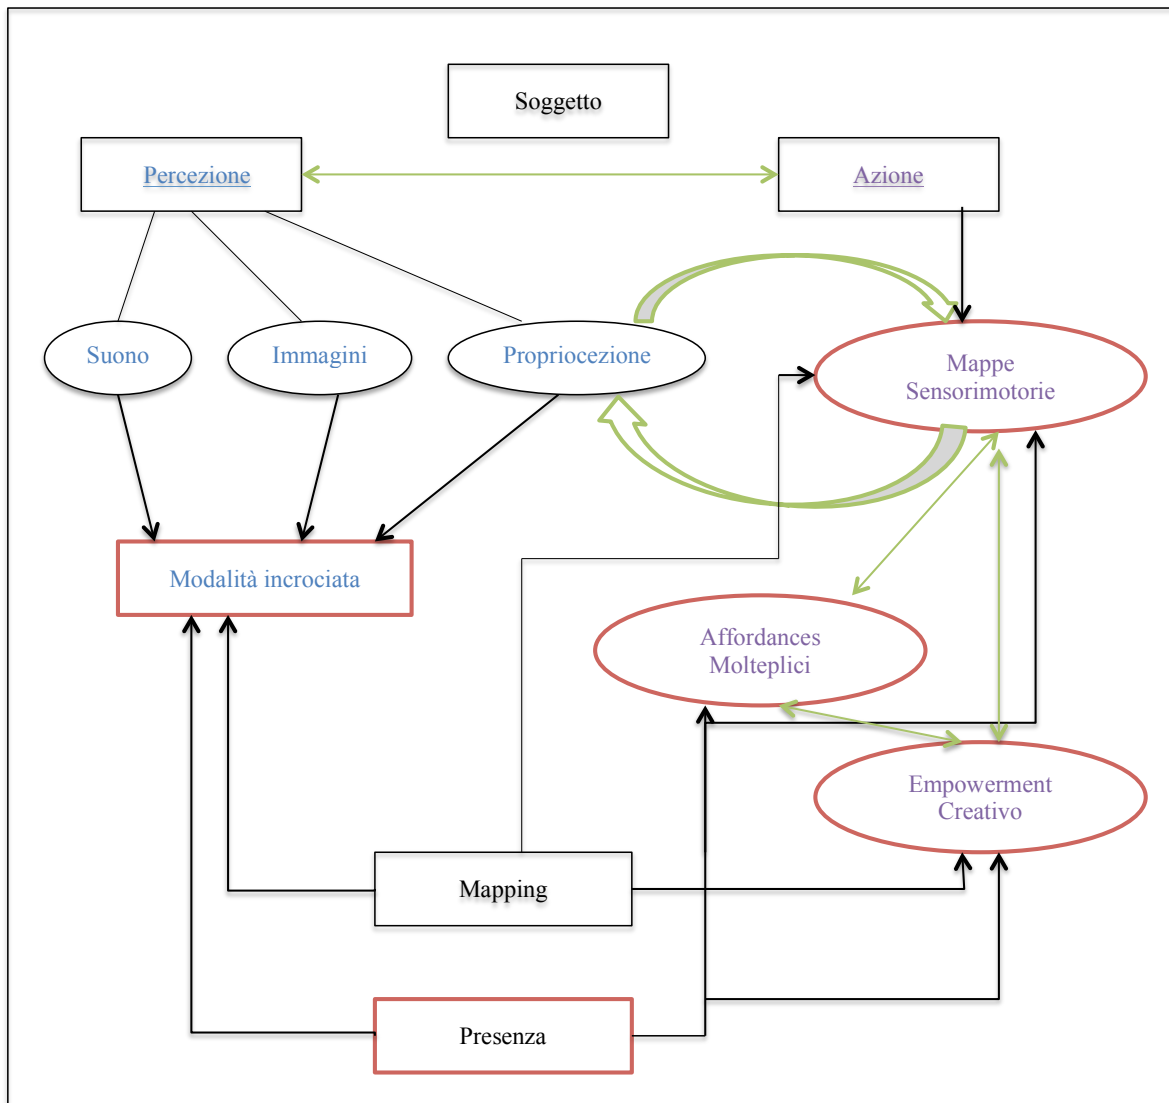 Soggetto
Percezione
Azione
Suono
Immagini
Propriocezione
Mappe
Sensorimotorie
Modalità incrociata
Affordances
Molteplici
Empowerment
Creativo
Mapping
Presenza